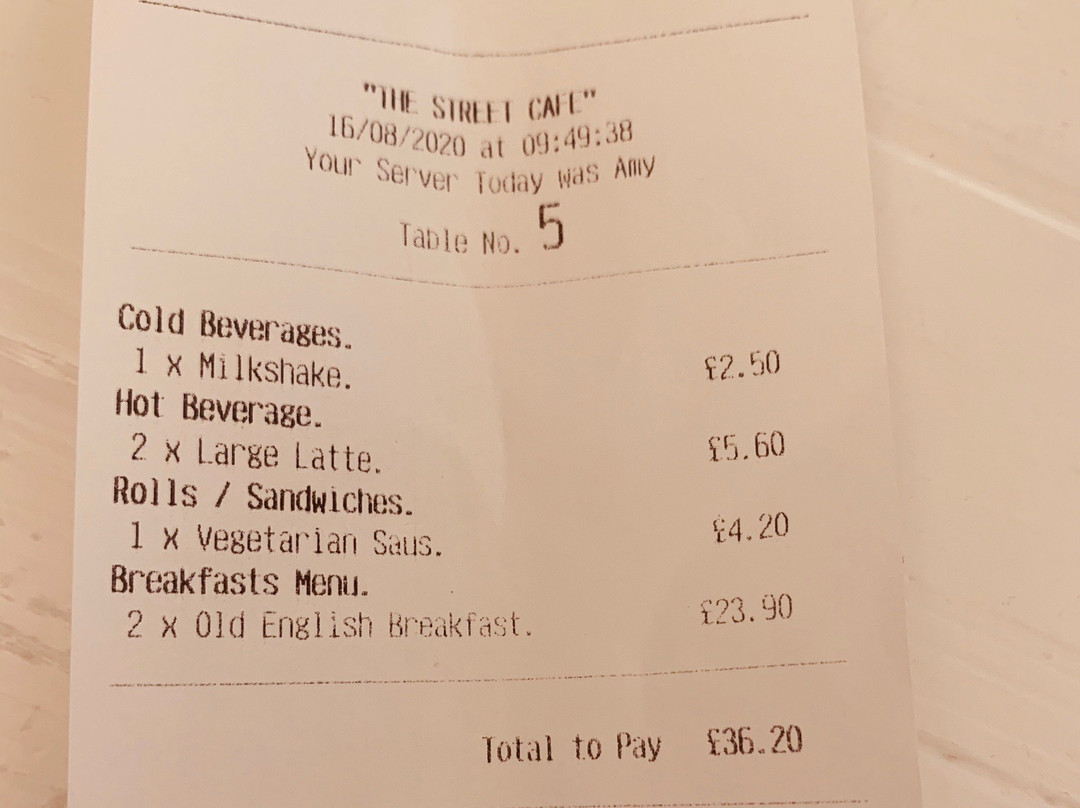 "THE STREET CAFE"
16/08/2020 at 09:49:38
Your Server Today was Amy
Table No. 5
Cold Beverages.
1 x Milkshake. £2.50
Hot Beverage.
2 x Large Latte. £5.60
Rolls / Sandwiches.
1 x Vegetarian Saus. £4.20
Breakfasts Menu.
2 x Old English Breakfast. £23.90
Total to Pay £36.20